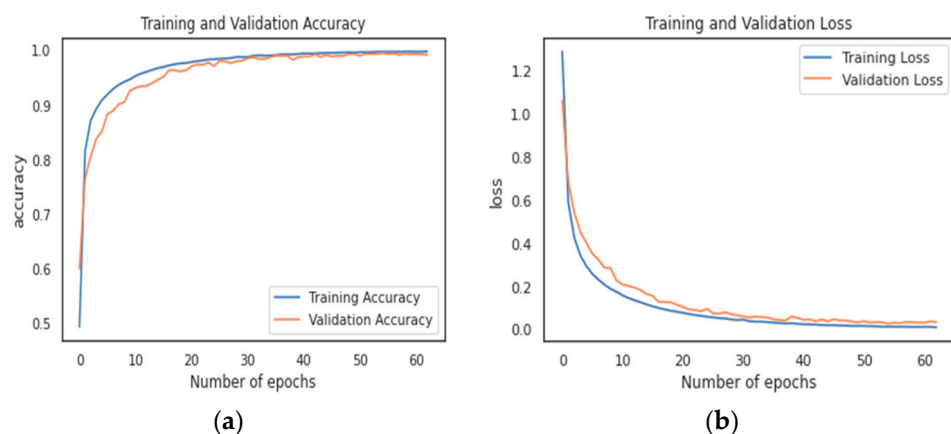 Training and Validation Accuracy
1.0
0.9
0.8
0.7
0.6
0.5
accuracy
Training Accuracy
Validation Accuracy
0 10 20 30 40 50 60
Number of epochs
(a)
Training and Validation Loss
Training Loss
Validation Loss
1.2
1.0
0.8
0.6
0.4
0.2
0.0
loss
0 10 20 30 40 50 60
Number of epochs
(b)